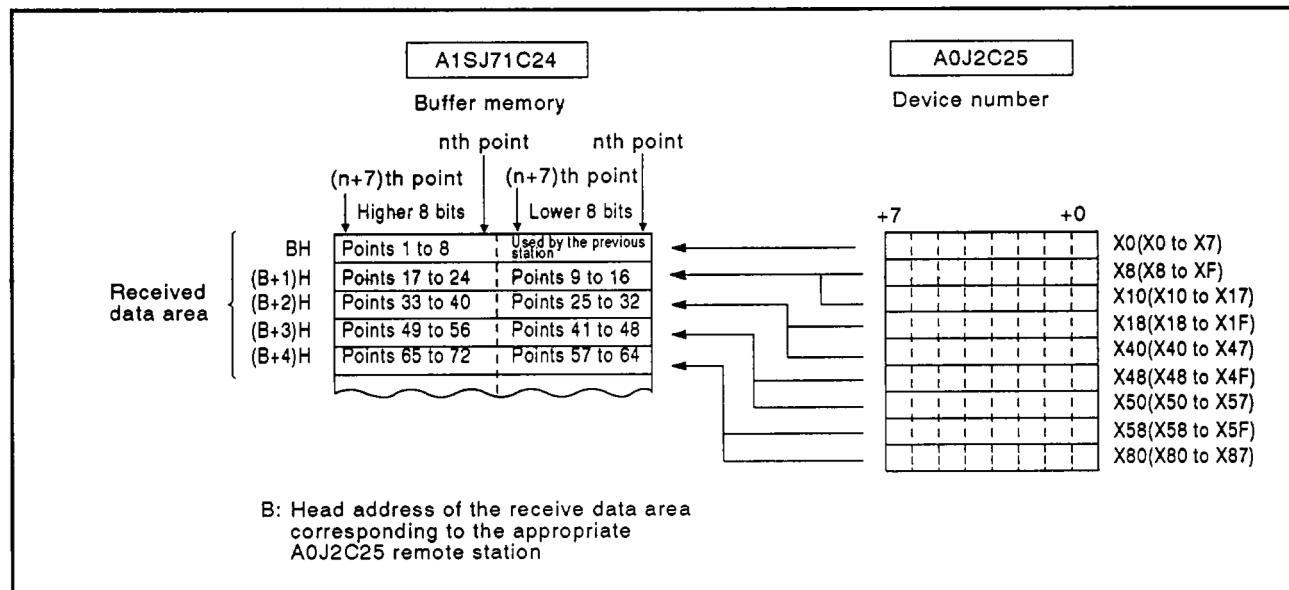 A1SJ71C24 A0J2C25
Buffer memory Device number
nth point nth point
(n+7)th point (n+7)th point
Higher 8 bits Lower 8 bits +7 +0
BH Points 1 to 8 Used by the previous station X0(X0 to X7)
(B+1)H Points 17 to 24 Points 9 to 16 X8(X8 to XF)
(B+2)H Points 33 to 40 Points 25 to 32 X10(X10 to X17)
Received data area
(B+3)H Points 49 to 56 Points 41 to 48 X18(X18 to X1F)
(B+4)H Points 65 to 72 Points 57 to 64 X40(X40 to X47)
X48(X48 to X4F)
X50(X50 to X57)
X58(X58 to X5F)
X80(X80 to X87)
B: Head address of the receive data area
corresponding to the appropriate
A0J2C25 remote station